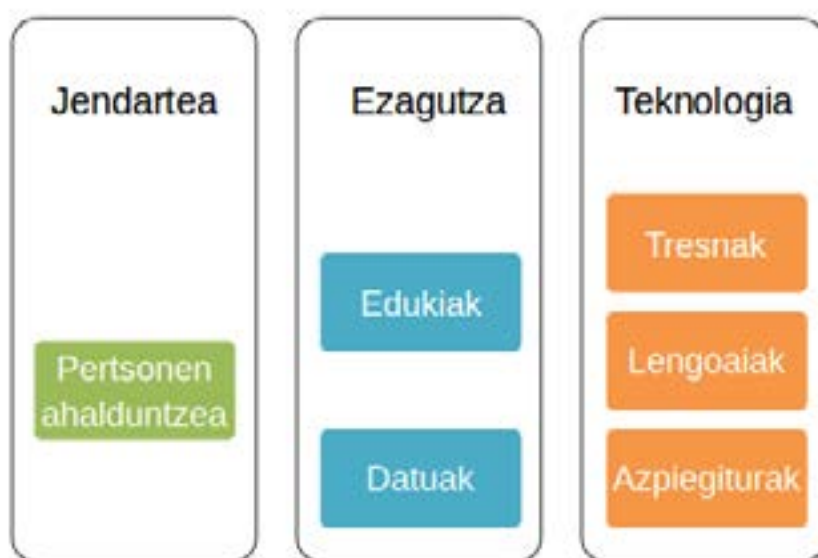 Jendartea
Pertsonen
ahalduntzea
Ezagutza
Edukiak
Datuak
Teknologia
Tresnak
Lengoaiak
Azpiegiturak